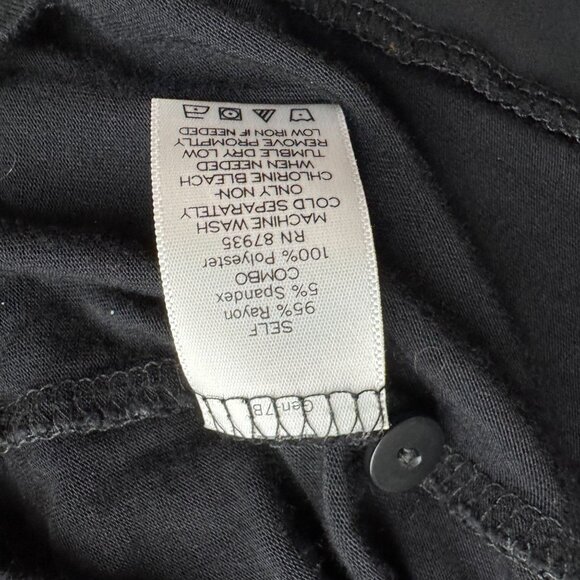 Gen-7B
SELF
95% Rayon
5% Spandex
COMBO
100% Polyester
RN 87935
MACHINE WASH
COLD SEPARATELY
ONLY NON-
CHLORINE BLEACH
WHEN NEEDED
TUMBLE DRY LOW
REMOVE PROMPTLY
LOW IRON IF NEEDED